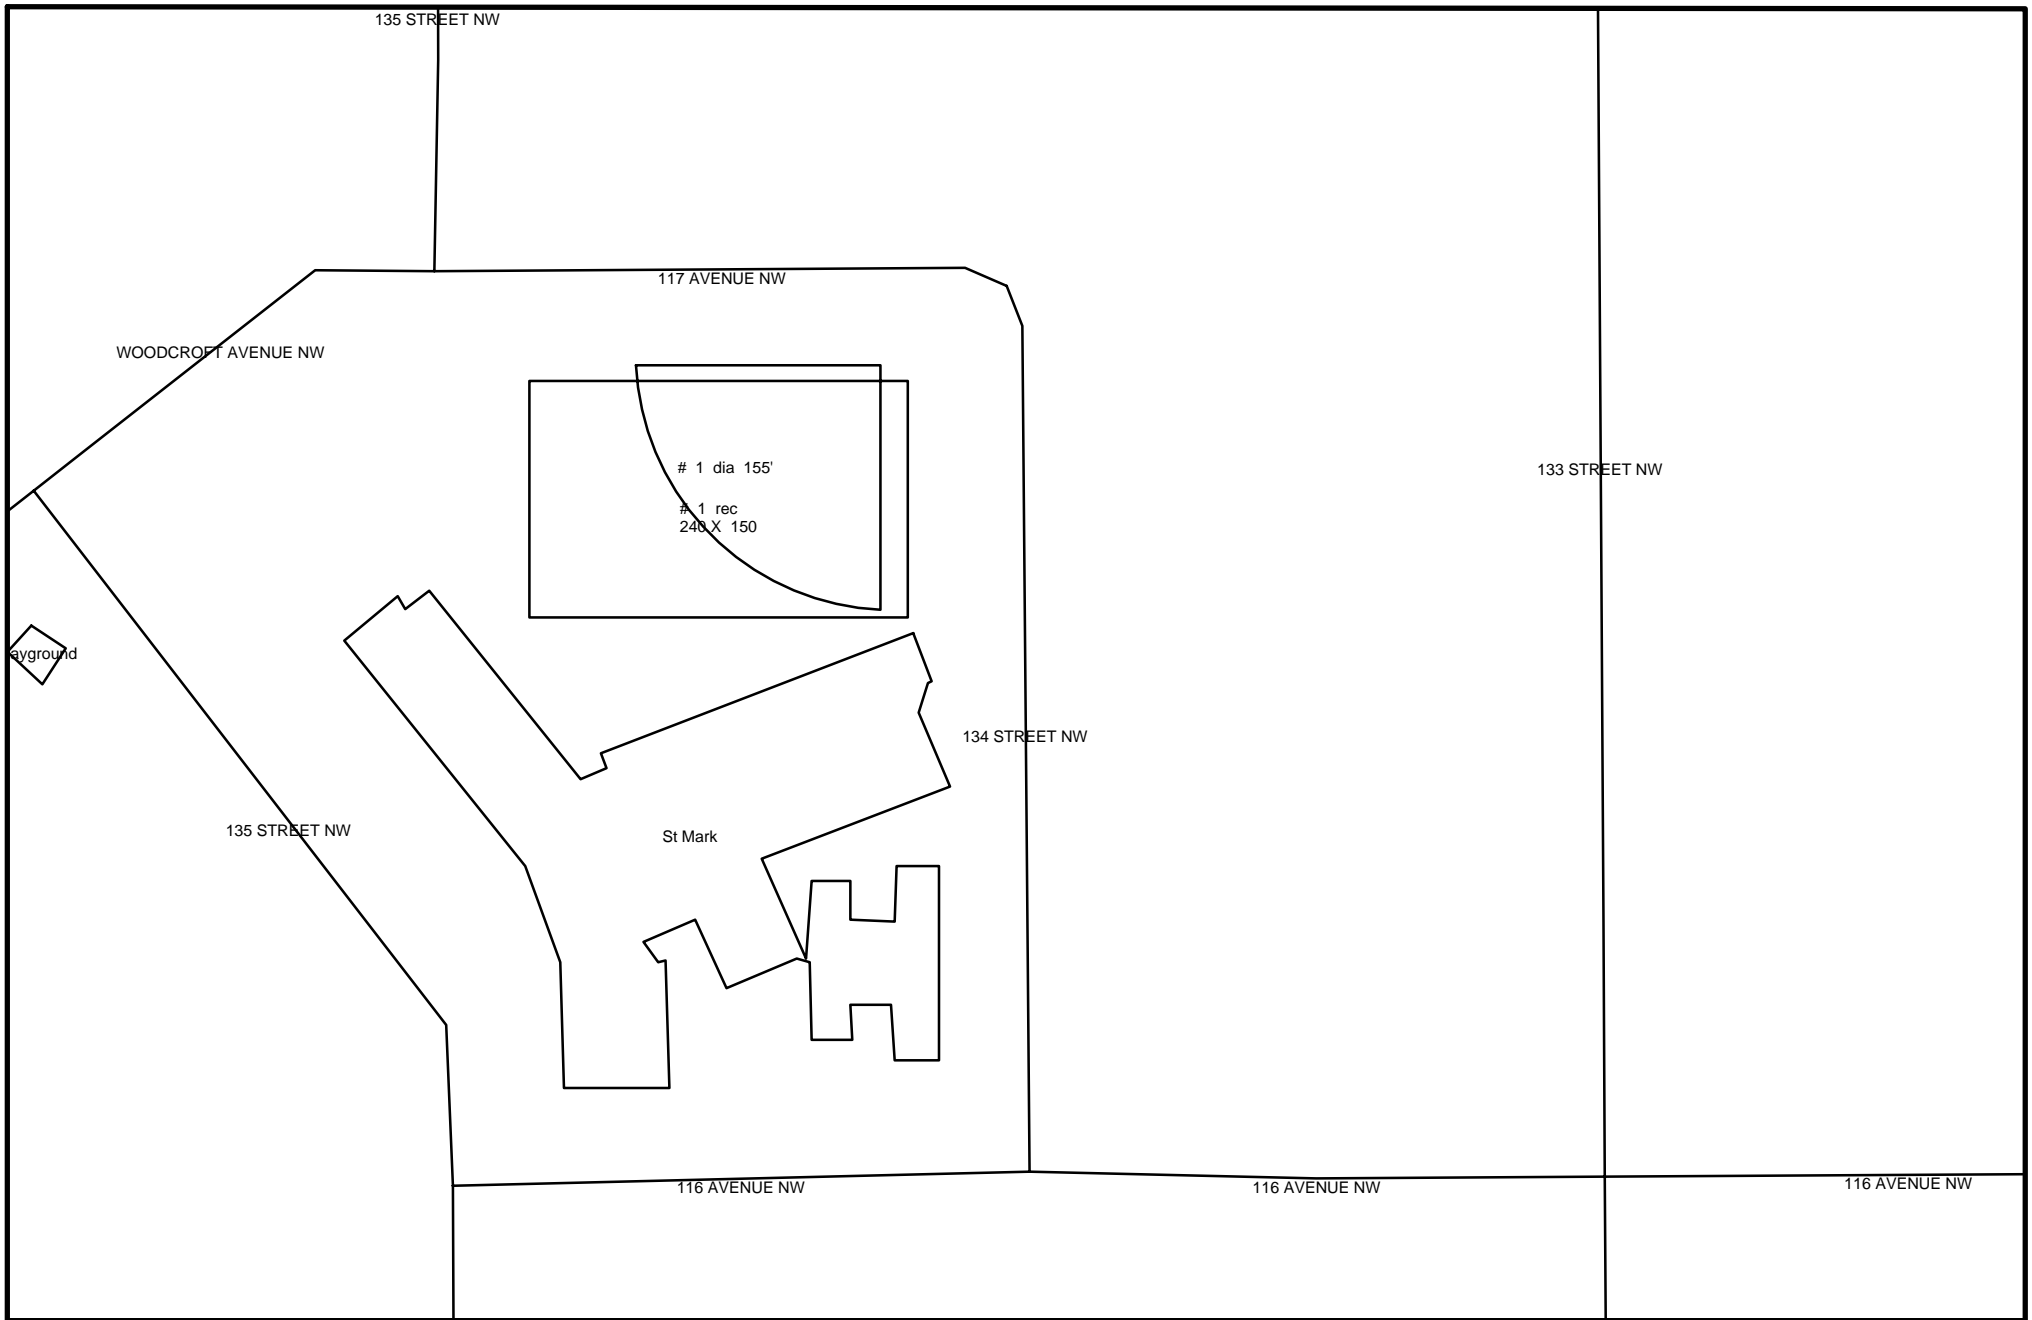 135 STREET NW
117 AVENUE NW
WOODCROFT AVENUE NW
# 1 dia 155'
133 STREET NW
# 1 rec
240 X 150
ayground
134 STREET NW
135 STREET NW
St Mark
116 AVENUE NW
116 AVENUE NW
116 AVENUE NW